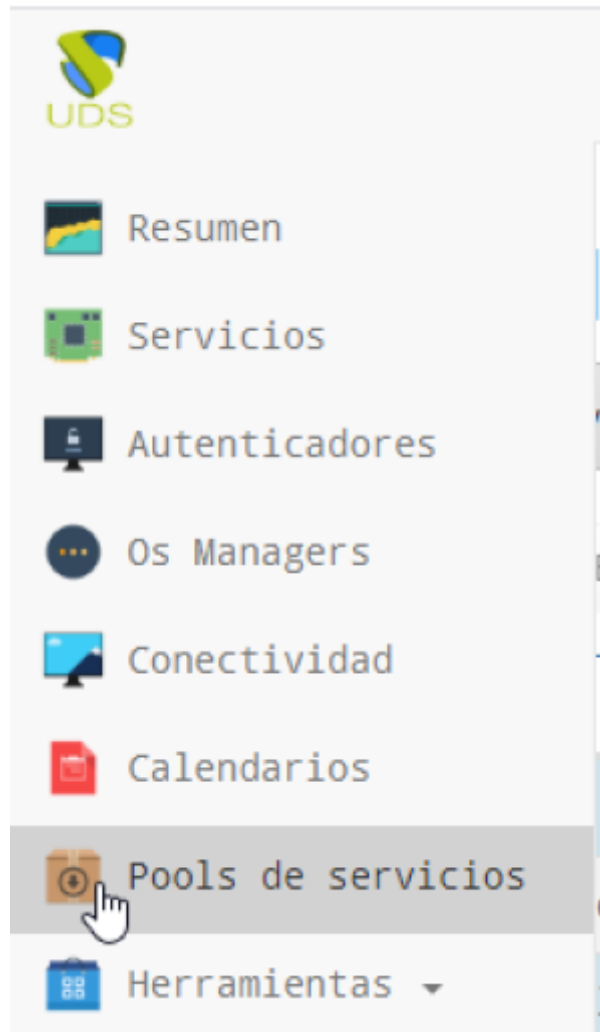 UDS
Resumen
Servicios
Autenticadores
Os Managers
Conectividad
Calendarios
Pools de servicios
Herramientas